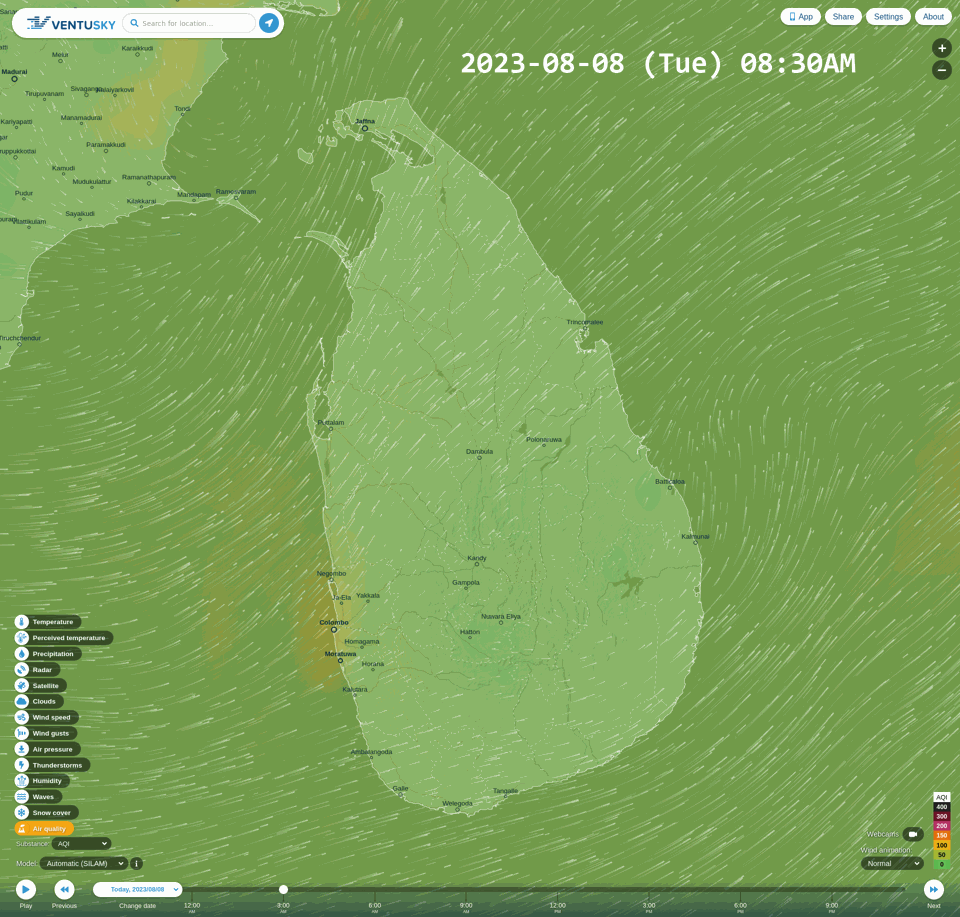 VENTUSKY
Search for location...
App
Share
Settings
About
2023-08-08 (Tue) 08:30AM
Karaikkudi
Melur
Madurai
Tirupuvanam
Tondi
Manamadurai
Kariyapatti
Paramakkudi
Kamudi
Mudukulattur
Ramanathapuram
Pudur
Mandapam
Rameswaram
Kilakkarai
Sayalkudi
Vilattikulam
Tiruchchendur
Jaffna
Trincomalee
Puttalam
Polonnaruwa
Dambulla
Batticaloa
Kalmunai
Kandy
Negombo
Gampola
Ja-Ela
Yakkala
Nuwara Eliya
Colombo
Hatton
Homagama
Moratuwa
Horana
Kalutara
Ambalangoda
Galle
Tangalle
Weligoda
Temperature
Perceived temperature
Precipitation
Radar
Satellite
Clouds
Wind speed
Wind gusts
Air pressure
Thunderstorms
Humidity
Waves
Snow cover
Air quality
Substance: AQI
Model: Automatic (SILAM)
AQI
400
300
200
150
100
50
0
Webcams
Wind animation:
Normal
Play
Previous
Today, 2023/08/08
Change date
12:00 AM
3:00 AM
6:00 AM
9:00 AM
12:00 PM
3:00 PM
6:00 PM
9:00 PM
Next